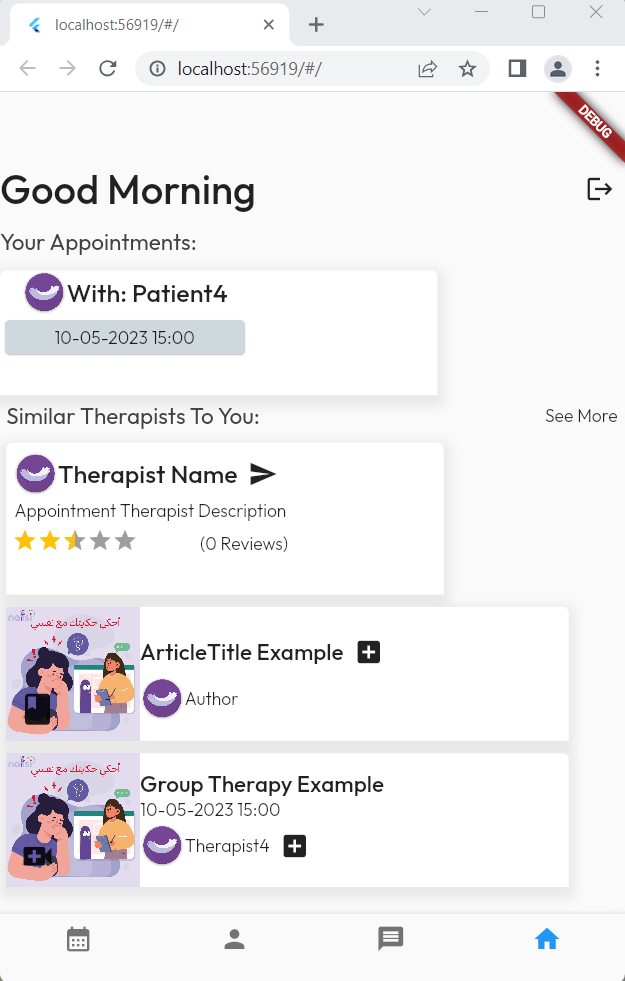 localhost:56919/#/
localhost:56919/#/
DEBUG
Good Morning
Your Appointments:
With: Patient4
10-05-2023 15:00
Similar Therapists To You:
See More
Therapist Name
Appointment Therapist Description
(0 Reviews)
أحكي حكايتك مع نفسي
ArticleTitle Example
Author
أحكي حكايتك مع نفسي
Group Therapy Example
10-05-2023 15:00
Therapist4